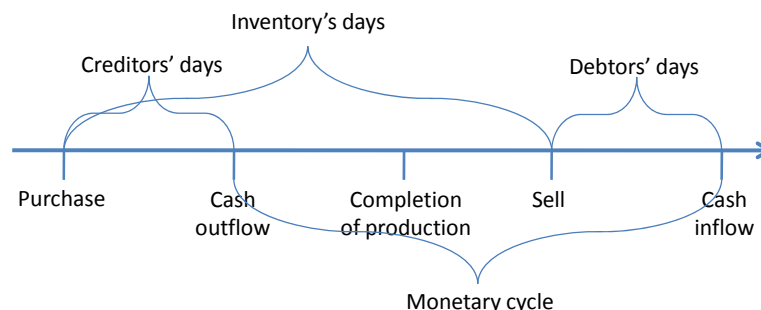 Inventory's days
Creditors' days
Debtors' days
Purchase
Cash
outflow
Completion
of production
Sell
Cash
inflow
Monetary cycle